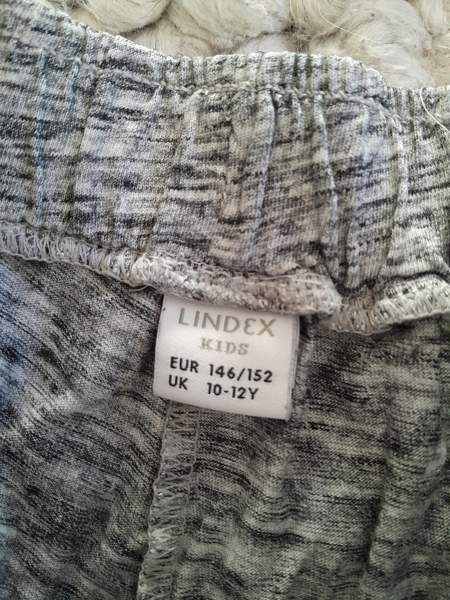 LINDEX
KIDS
EUR 146/152
UK 10-12Y